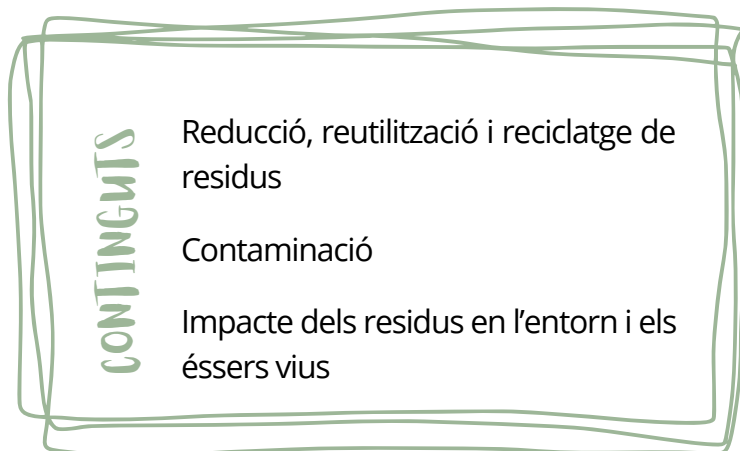 CONTINGUTS
Reducció, reutilització i reciclatge de
residus
Contaminació
Impacte dels residus en l'entorn i els
éssers vius